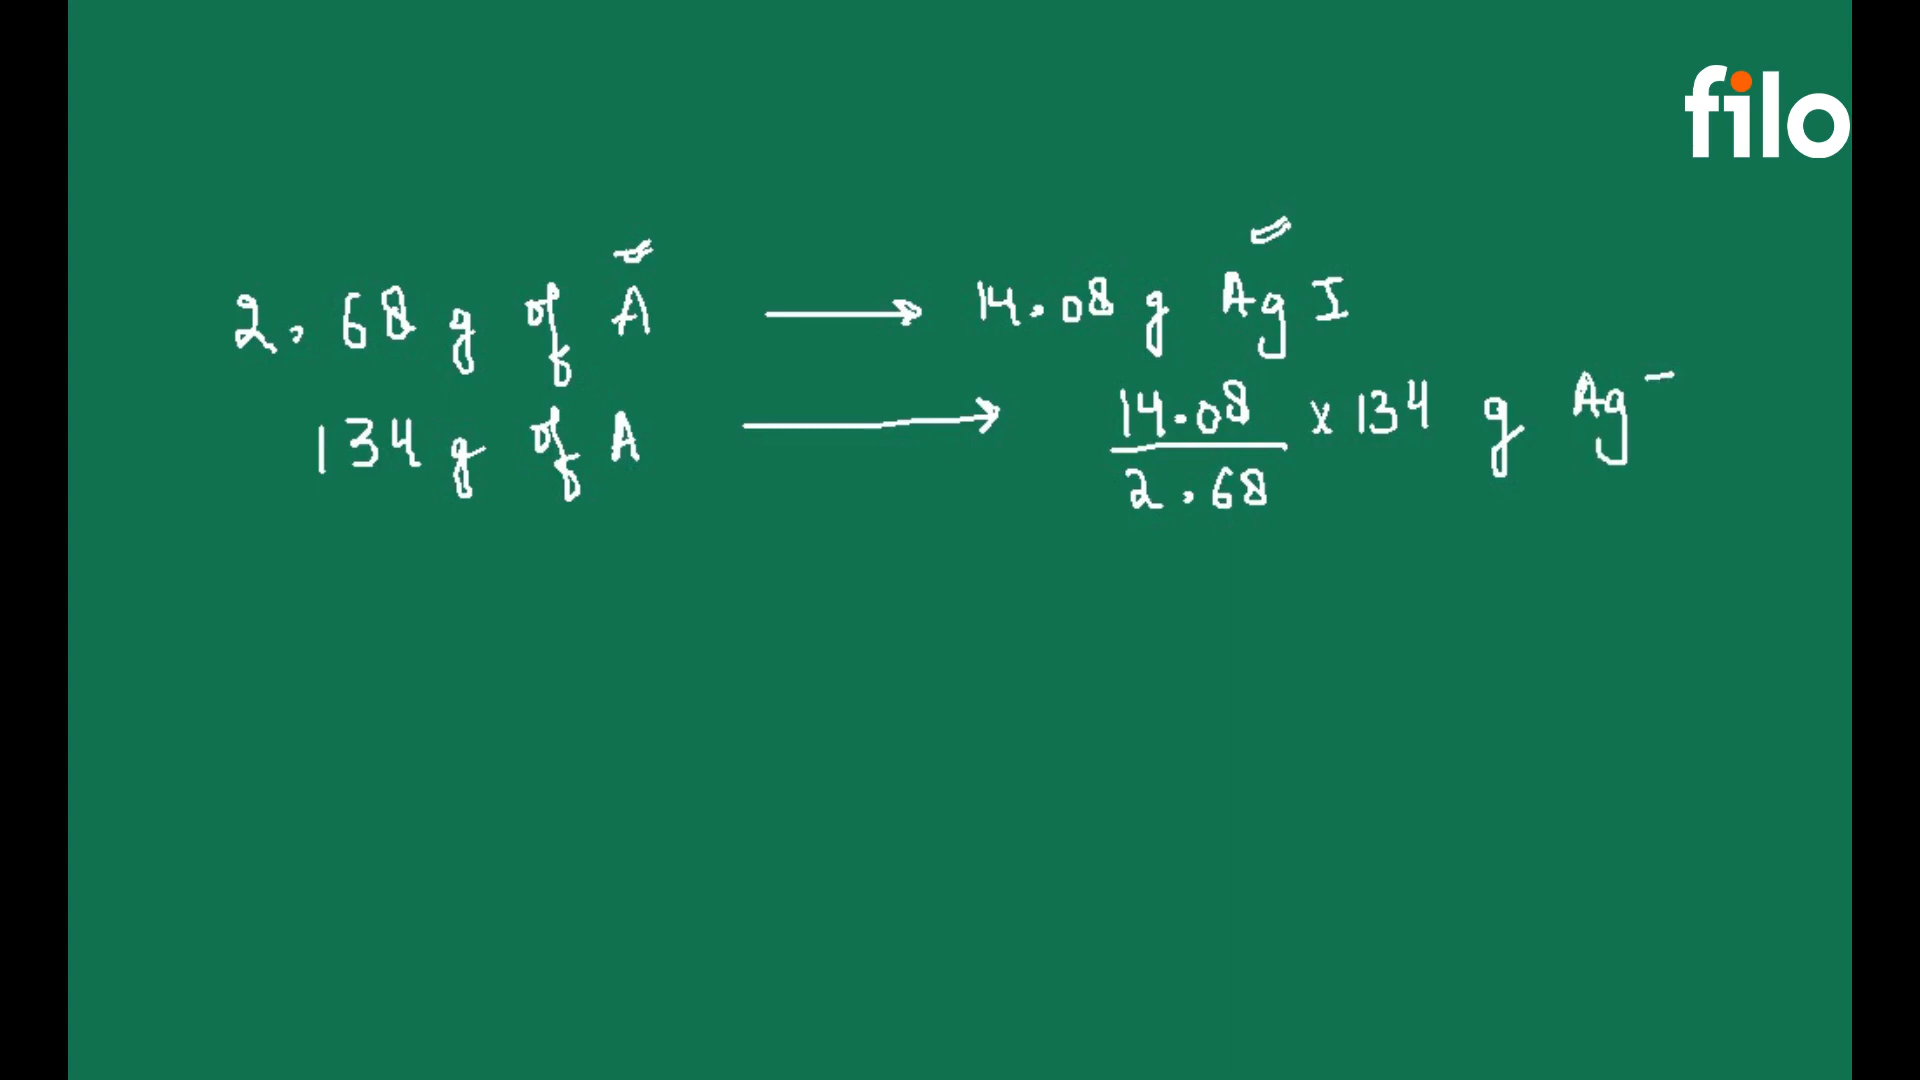 filo
2.68 g of A ⟶ 14.08 g AgI
134 g of A ⟶ 14.08/2.68 x 134 g Ag